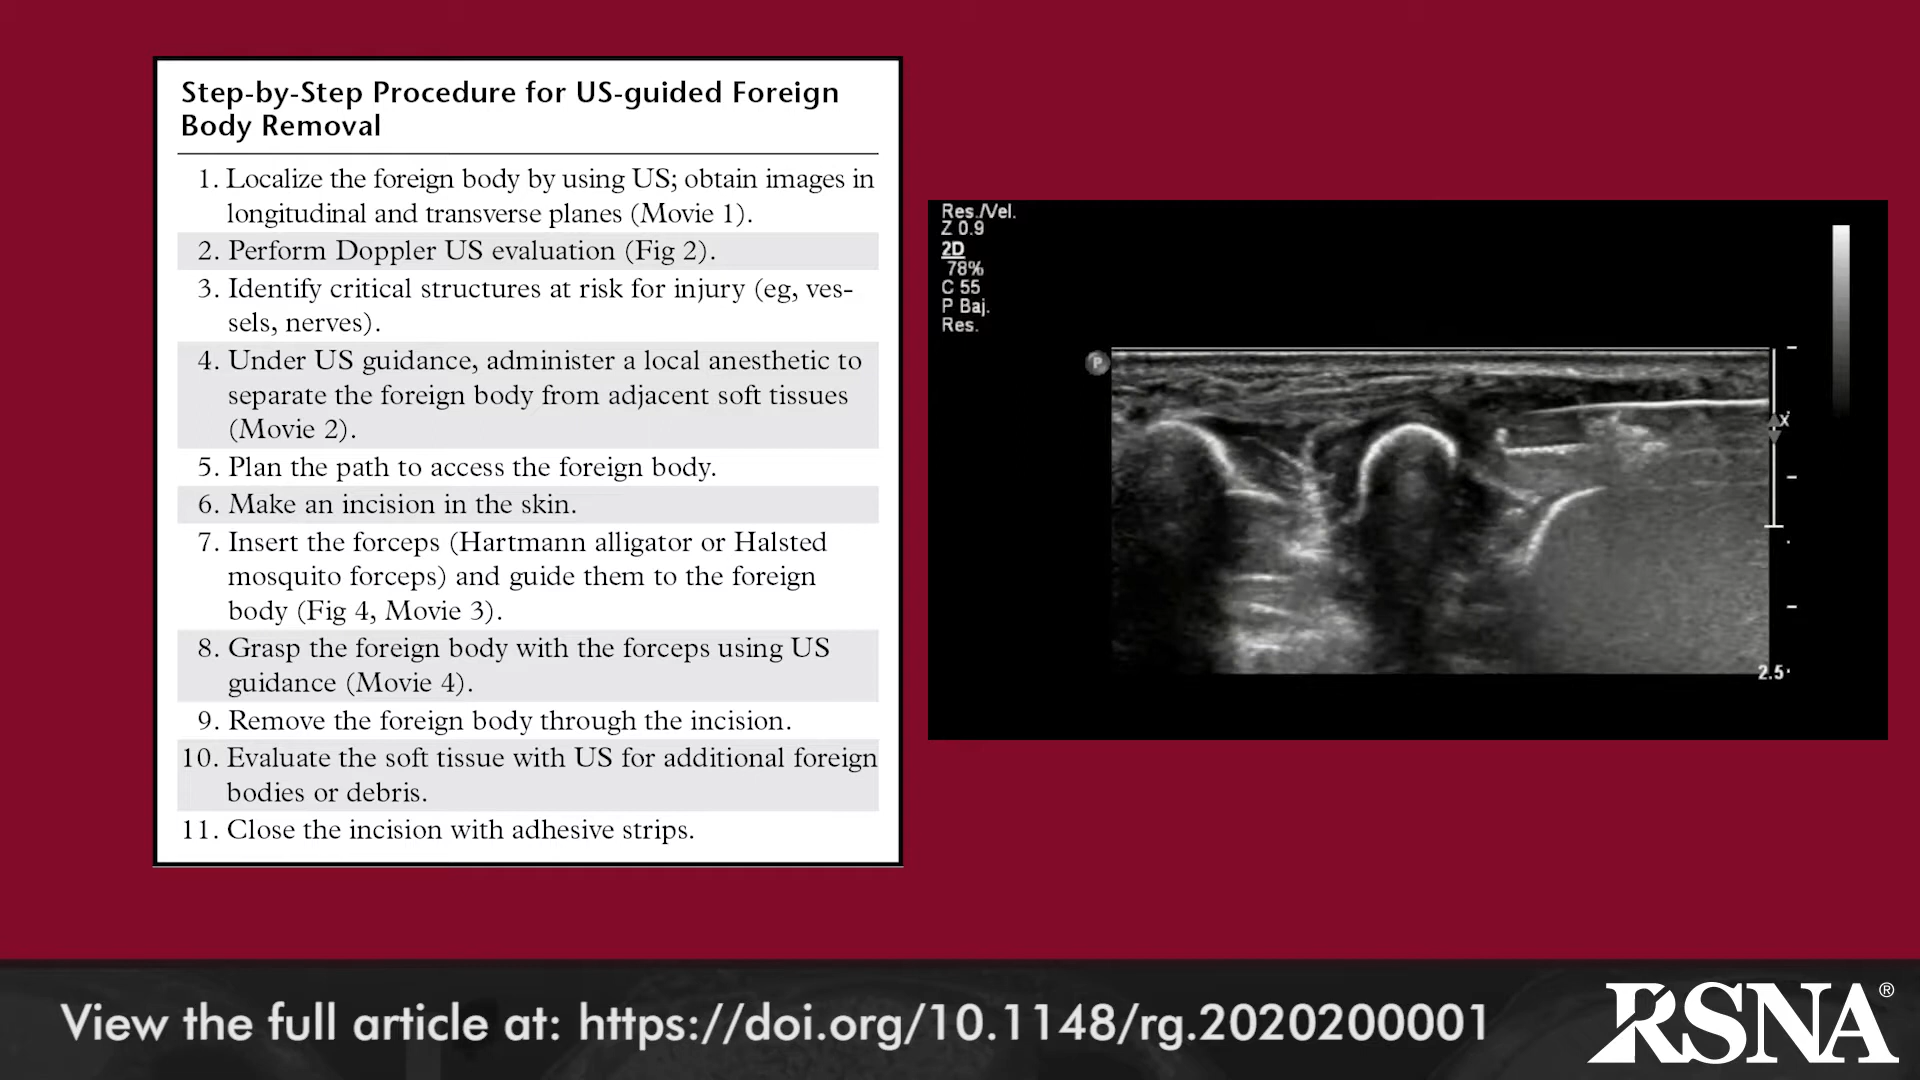 Step-by-Step Procedure for US-guided Foreign
Body Removal
1. Localize the foreign body by using US; obtain images in
longitudinal and transverse planes (Movie 1).
2. Perform Doppler US evaluation (Fig 2).
3. Identify critical structures at risk for injury (eg, ves-
sels, nerves).
4. Under US guidance, administer a local anesthetic to
separate the foreign body from adjacent soft tissues
(Movie 2).
5. Plan the path to access the foreign body.
6. Make an incision in the skin.
7. Insert the forceps (Hartmann alligator or Halsted
mosquito forceps) and guide them to the foreign
body (Fig 4, Movie 3).
8. Grasp the foreign body with the forceps using US
guidance (Movie 4).
9. Remove the foreign body through the incision.
10. Evaluate the soft tissue with US for additional foreign
bodies or debris.
11. Close the incision with adhesive strips.
Res./Vel.
Z 0.9
2D
78%
C 55
P Baj.
Res.
P
x
2.5
View the full article at: https://doi.org/10.1148/rg.2020200001
RSNA®